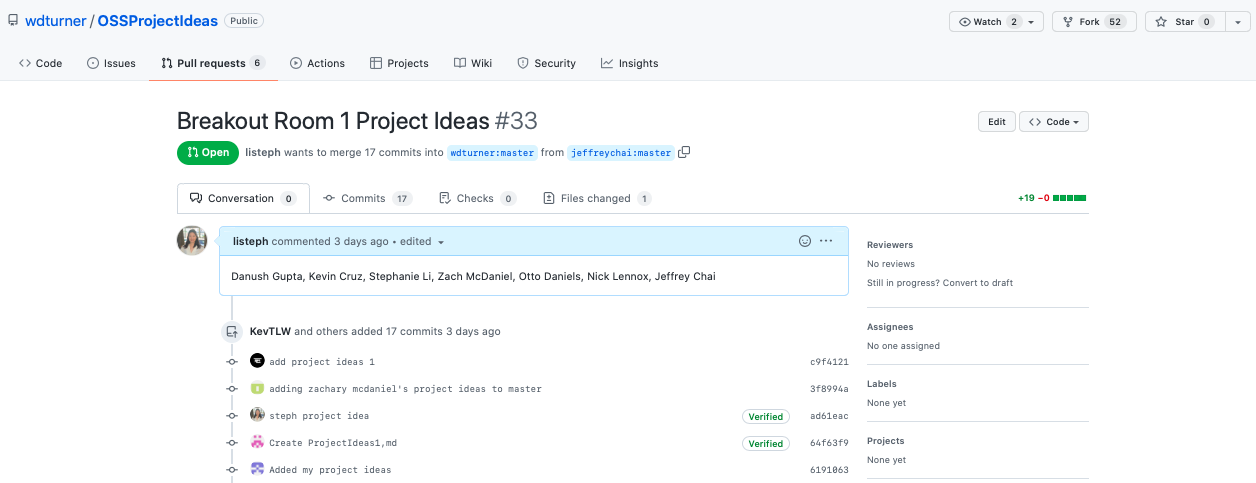 wdturner / OSSProjectIdeas Public
Watch 2 Fork 52 Star 0
Code Issues Pull requests 6 Actions Projects Wiki Security Insights
Breakout Room 1 Project Ideas #33
Edit <> Code
Open listeph wants to merge 17 commits into wdturner:master from jeffreychai:master
Conversation 0 Commits 17 Checks 0 Files changed 1 +19 −0
listeph commented 3 days ago • edited
Danush Gupta, Kevin Cruz, Stephanie Li, Zach McDaniel, Otto Daniels, Nick Lennox, Jeffrey Chai
KevTLW and others added 17 commits 3 days ago
add project ideas 1 c9f4121
adding zachary mcdaniel's project ideas to master 3f8994a
steph project idea Verified ad61eac
Create ProjectIdeas1,md Verified 64f63f9
Added my project ideas 6191063
Reviewers
No reviews
Still in progress? Convert to draft
Assignees
No one assigned
Labels
None yet
Projects
None yet